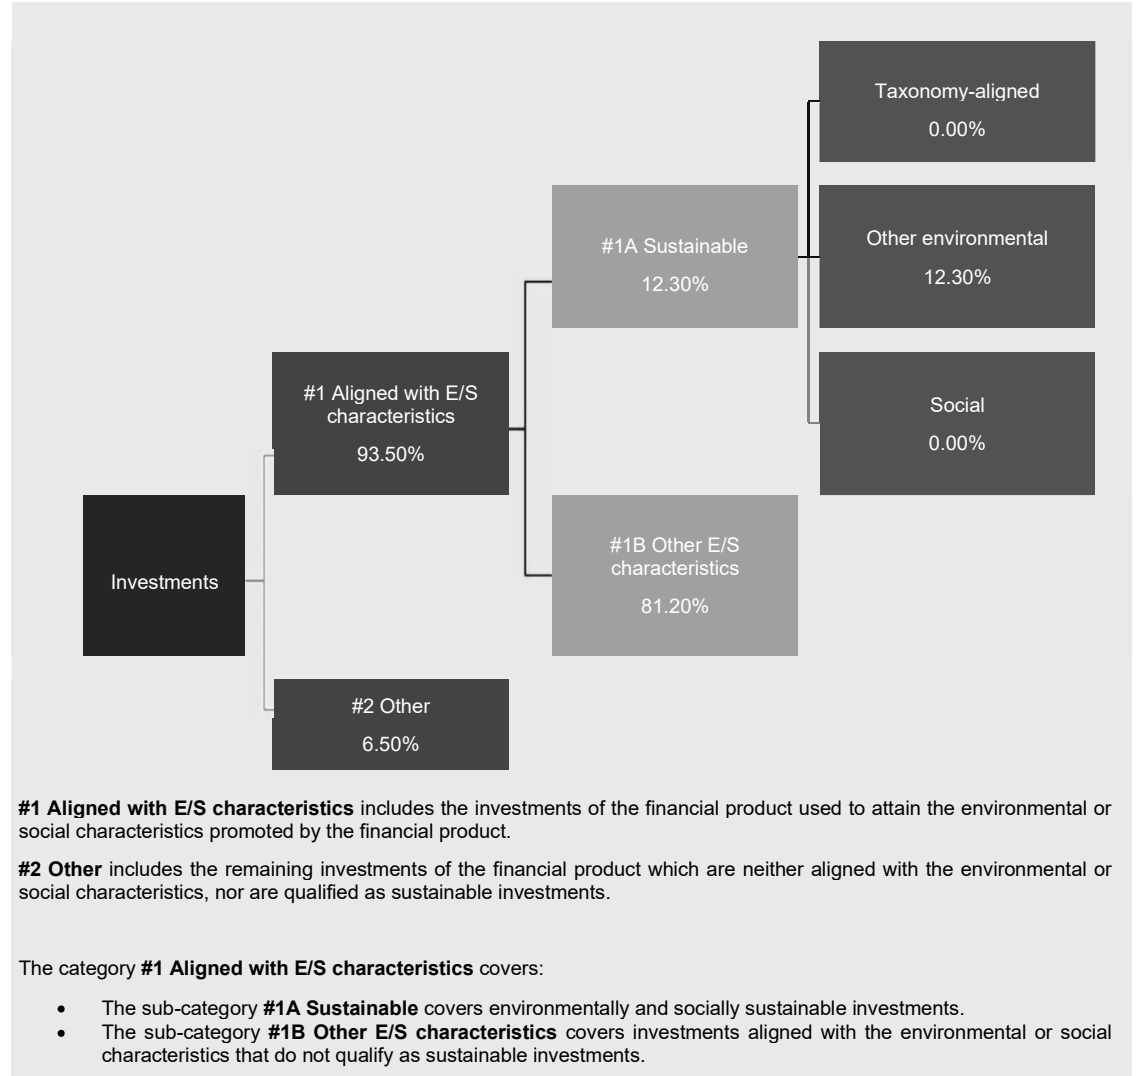 Taxonomy-aligned
0.00%
#1A Sustainable
12.30%
Other environmental
12.30%
#1 Aligned with E/S
characteristics
93.50%
Social
0.00%
Investments
#1B Other E/S
characteristics
81.20%
#2 Other
6.50%
#1 Aligned with E/S characteristics includes the investments of the financial product used to attain the environmental or
social characteristics promoted by the financial product.
#2 Other includes the remaining investments of the financial product which are neither aligned with the environmental or
social characteristics, nor are qualified as sustainable investments.
The category #1 Aligned with E/S characteristics covers:
• The sub-category #1A Sustainable covers environmentally and socially sustainable investments.
• The sub-category #1B Other E/S characteristics covers investments aligned with the environmental or social
characteristics that do not qualify as sustainable investments.